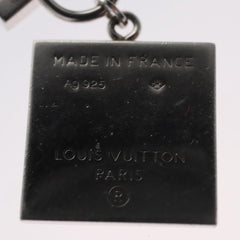 MADE IN FRANCE
Ag 925
LOUIS VUITTON
PARIS
®